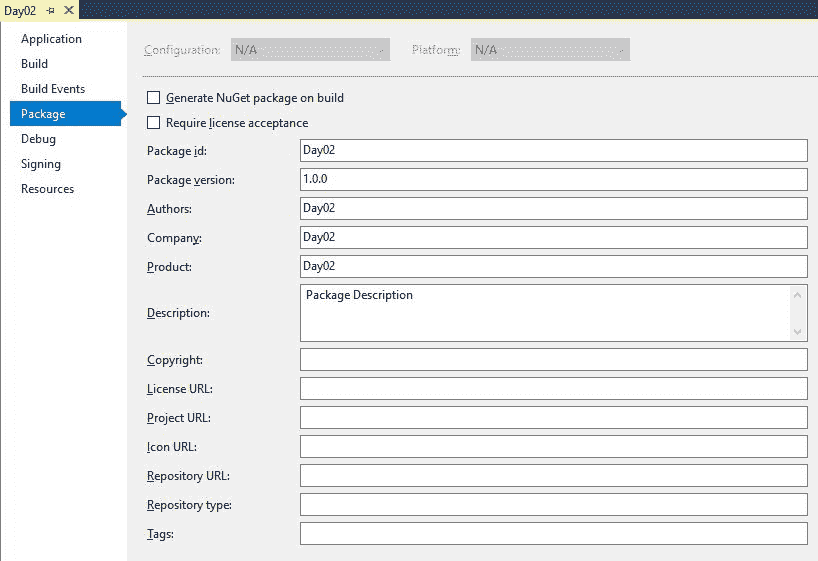 Day02
Application
Build
Build Events
Package
Debug
Signing
Resources
Configuration: N/A Platform: N/A
Generate NuGet package on build
Require license acceptance
Package id: Day02
Package version: 1.0.0
Authors: Day02
Company: Day02
Product: Day02
Description: Package Description
Copyright:
License URL:
Project URL:
Icon URL:
Repository URL:
Repository type:
Tags: